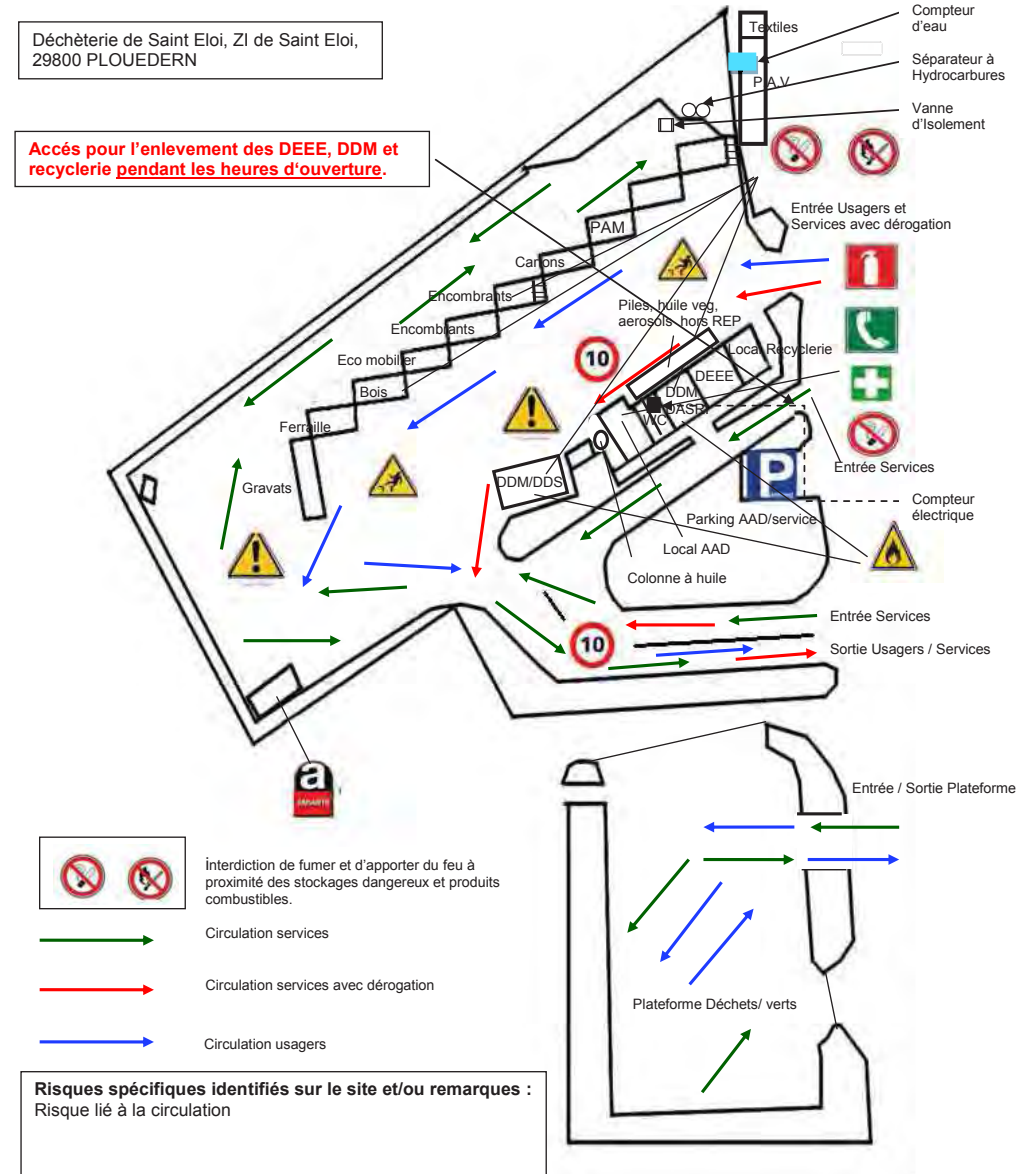 Déchèterie de Saint Eloi, ZI de Saint Eloi,
29800 PLOUEDERN
Accés pour l'enlevement des DEEE, DDM et
recyclerie pendant les heures d'ouverture.
Textiles
P.A.V
Compteur
d'eau
Séparateur à
Hydrocarbures
Vanne
d'Isolement
Entrée Usagers et
Services avec dérogation
PAM
Canons
Encombrants
Encombrants
Eco mobilier
Bois
Ferraille
Gravats
Piles, huile veg,
aerosols hors REP
10
Local Recyclerie
DEEE
DDM
DASRI
WC
DDM/DDS
Entrée Services
P
Compteur
électrique
Parking AAD/service
Local AAD
Colonne à huile
Entrée Services
10
Sortie Usagers / Services
a
AMIANTE
Entrée / Sortie Plateforme
Plateforme Déchets/ verts
Interdiction de fumer et d'apporter du feu à
proximité des stockages dangereux et produits
combustibles.
Circulation services
Circulation services avec dérogation
Circulation usagers
Risques spécifiques identifiés sur le site et/ou remarques :
Risque lié à la circulation